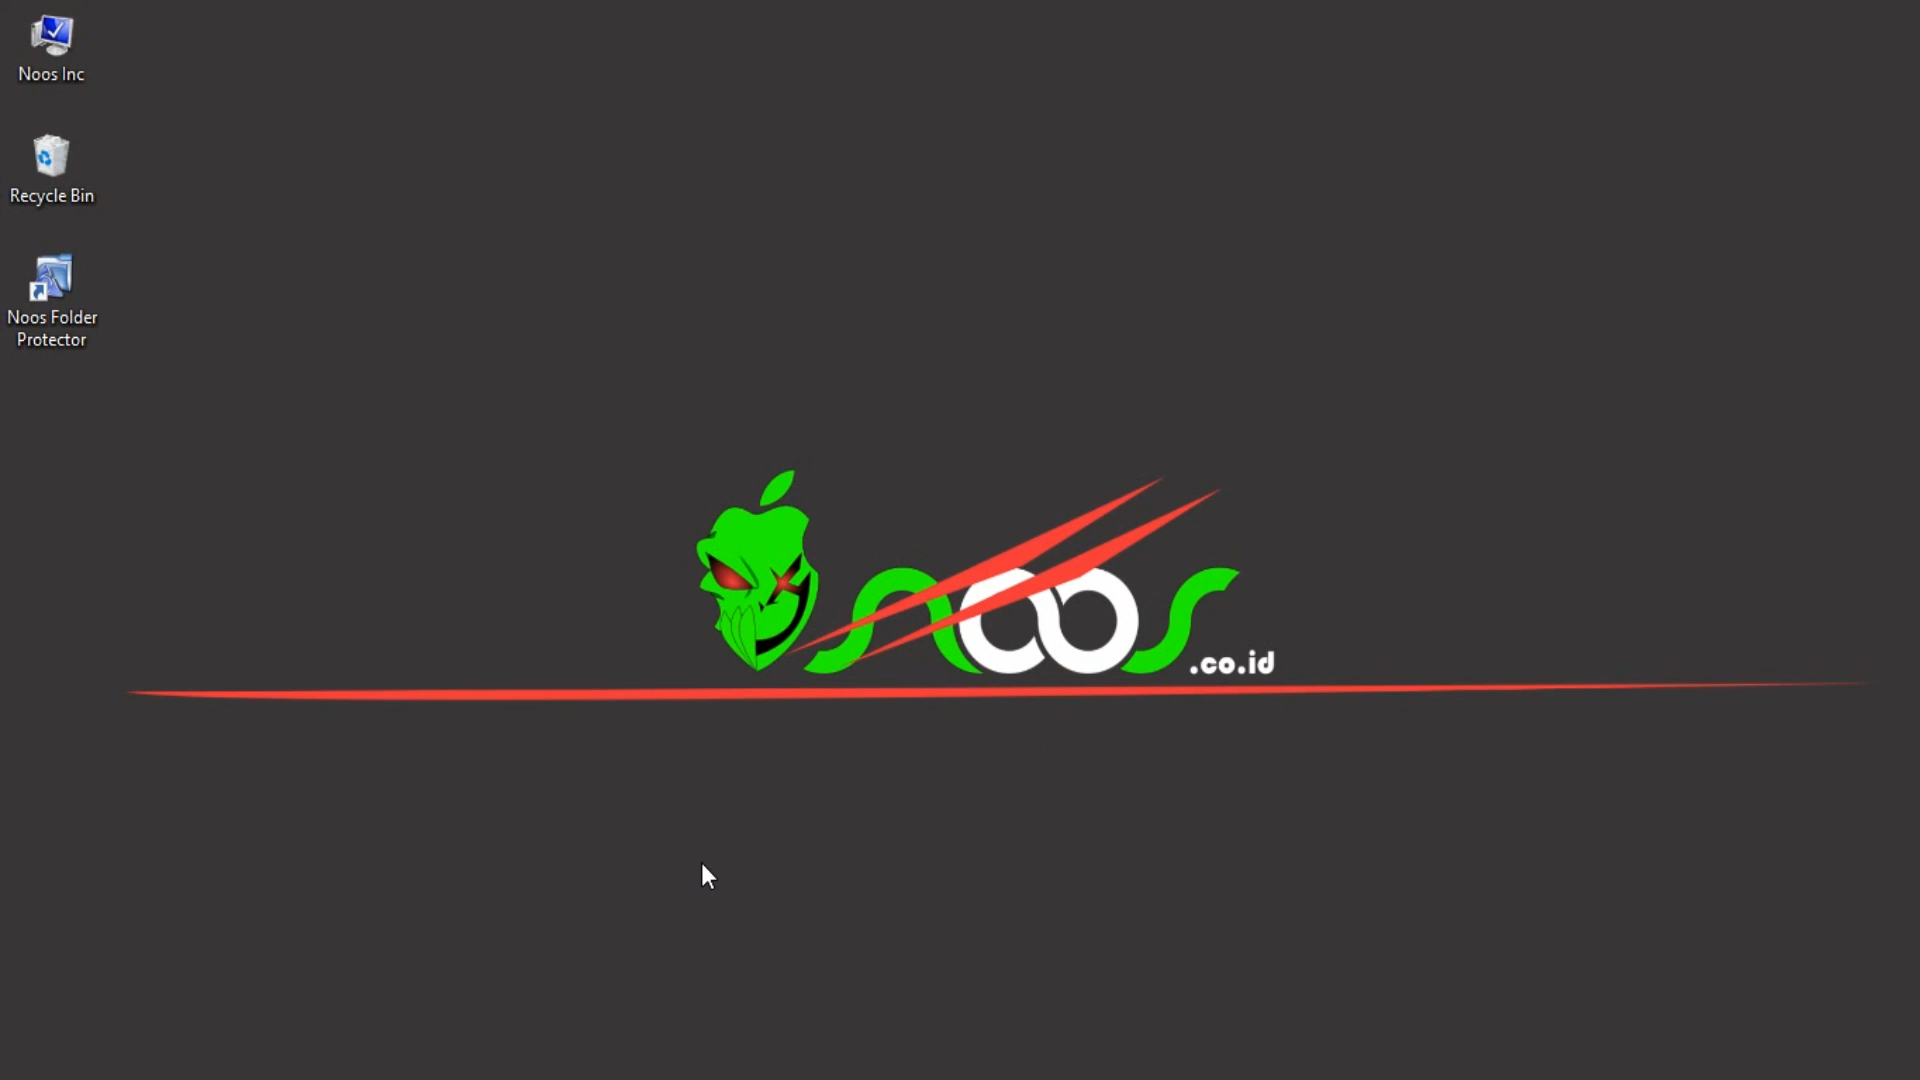 Noos Inc
Recycle Bin
Noos Folder
Protector
noos
.co.id